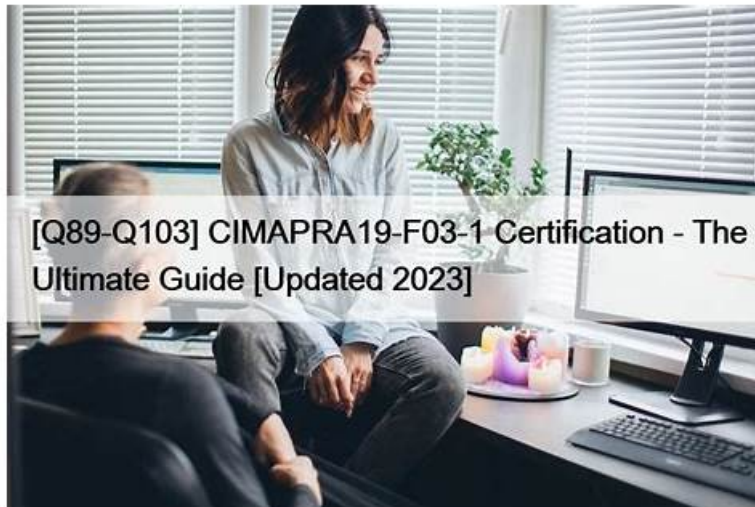 [Q89-Q103] CIMAPRA19-F03-1 Certification - The
Ultimate Guide [Updated 2023]